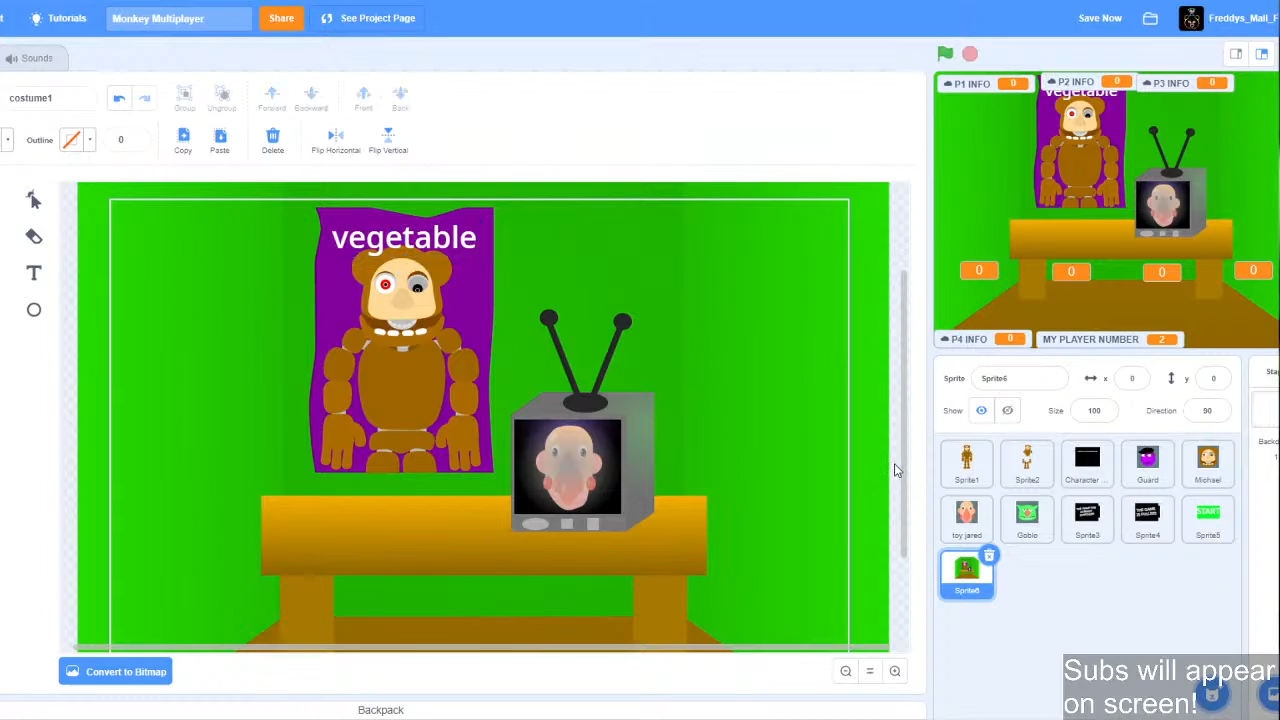 Tutorials
Monkey Multiplayer
Share
See Project Page
Save Now
Freddys_Mall_F
Sounds
costume1
Group
Ungroup
Forward
Backward
Front
Back
Outline
0
Copy
Paste
Delete
Flip Horizontal
Flip Vertical
vegetable
P1 INFO 0
P2 INFO 0
P3 INFO 0
vegetable
0
0
0
0
P4 INFO 0
MY PLAYER NUMBER 2
Sprite
Sprite6
x
0
y
0
Show
Size
100
Direction
90
Sprite1
Sprite2
Character ...
Guard
Michael
toy jared
Goblo
Sprite3
Sprite4
START
Sprite5
Sprite6
Convert to Bitmap
Backpack
Subs will appear
on screen!